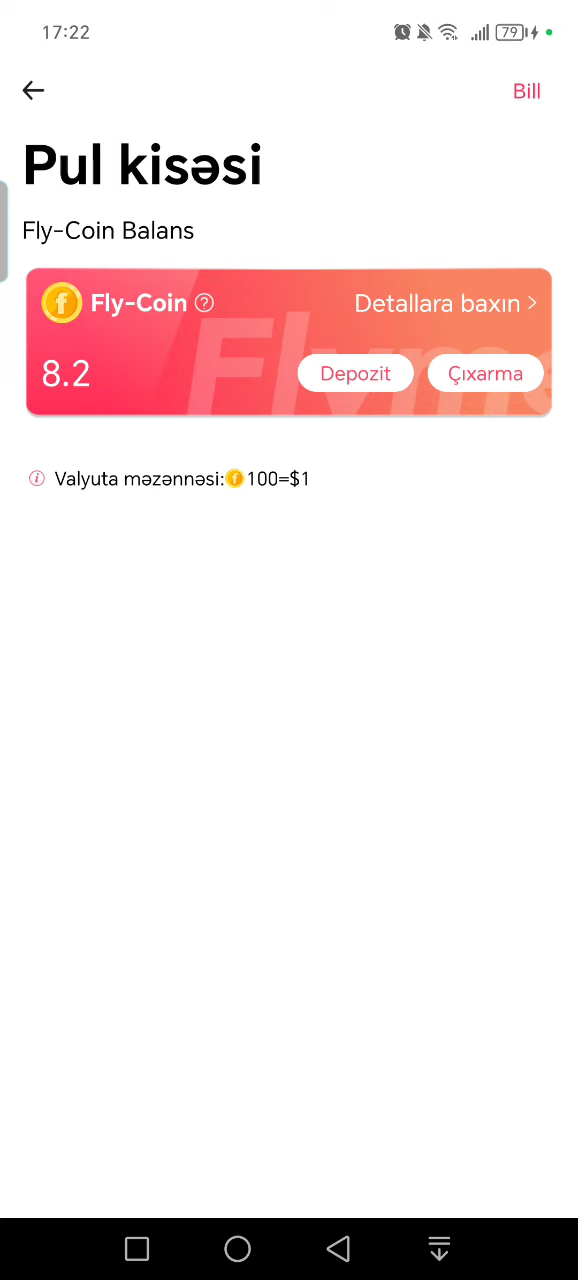 17:22
79
Bill
Pul kisəsi
Fly-Coin Balans
Fly-Coin
Detallara baxın >
8.2
Depozit
Çıxarma
Valyuta məzənnəsi: f 100=$1